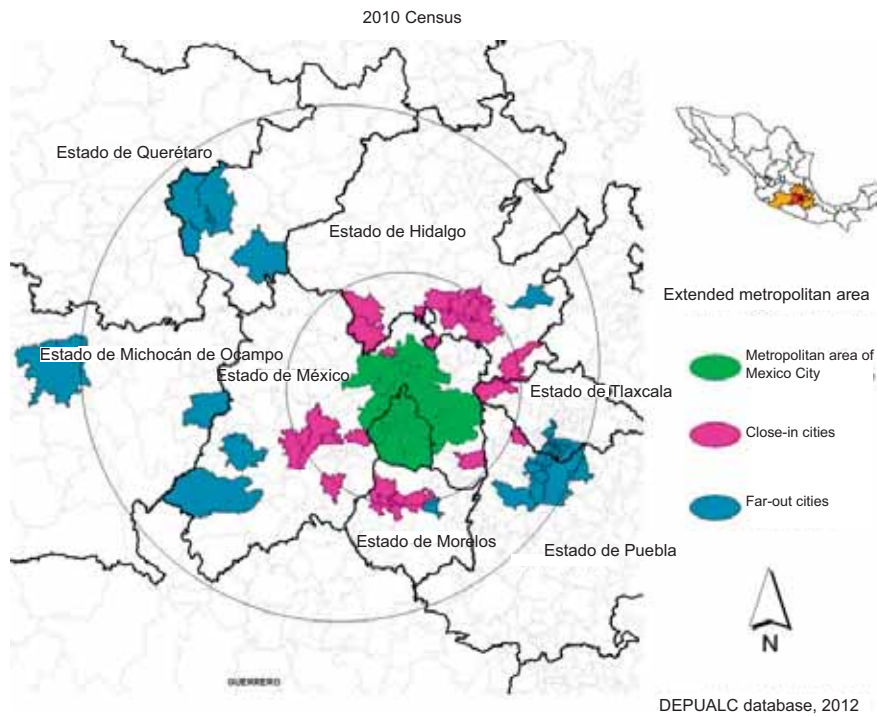 2010 Census
Estado de Querétaro
Estado de Hidalgo
Extended metropolitan area
Estado de Michocán de Ocampo
Estado de México
Estado de Tlaxcala
Metropolitan area of
Mexico City
Close-in cities
Far-out cities
Estado de Morelos
Estado de Puebla
N
GUERRERO
DEPUALC database, 2012